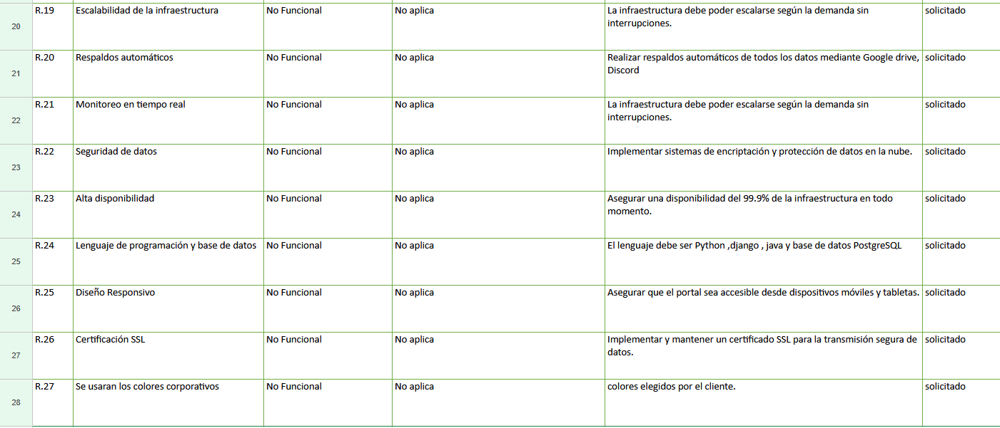 20 R.19 Escalabilidad de la infraestructura No Funcional No aplica La infraestructura debe poder escalarse según la demanda sin solicitado
interrupciones.
21 R.20 Respaldos automáticos No Funcional No aplica Realizar respaldos automáticos de todos los datos mediante Google drive, solicitado
Discord
22 R.21 Monitoreo en tiempo real No Funcional No aplica La infraestructura debe poder escalarse según la demanda sin solicitado
interrupciones.
23 R.22 Seguridad de datos No Funcional No aplica Implementar sistemas de encriptación y protección de datos en la nube. solicitado
24 R.23 Alta disponibilidad No Funcional No aplica Asegurar una disponibilidad del 99.9% de la infraestructura en todo solicitado
momento.
25 R.24 Lenguaje de programación y base de datos No Funcional No aplica El lenguaje debe ser Python ,django , java y base de datos PostgreSQL solicitado
26 R.25 Diseño Responsivo No Funcional No aplica Asegurar que el portal sea accesible desde dispositivos móviles y tabletas. solicitado
27 R.26 Certificación SSL No Funcional No aplica Implementar y mantener un certificado SSL para la transmisión segura de solicitado
datos.
28 R.27 Se usaran los colores corporativos No Funcional No aplica colores elegidos por el cliente. solicitado